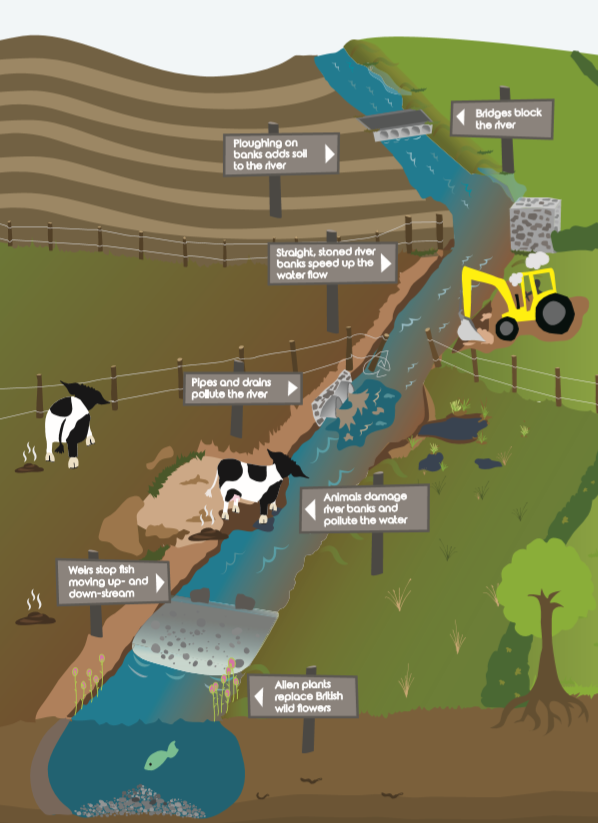 Bridges block
the river
Ploughing on
banks adds soil
to the river
Straight, stoned river
banks speed up the
water flow
Pipes and drains
pollute the river
Animals damage
river banks and
pollute the water
Weirs stop fish
moving up- and
down-stream
Alien plants
replace British
wild flowers